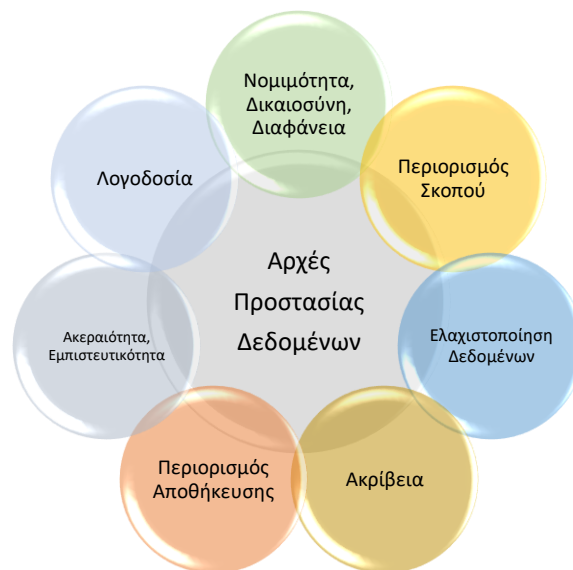 Νομιμότητα,
Δικαιοσύνη,
Διαφάνεια
Περιορισμός
Σκοπού
Ελαχιστοποίηση
Δεδομένων
Ακρίβεια
Περιορισμός
Αποθήκευσης
Ακεραιότητα,
Εμπιστευτικότητα
Λογοδοσία
Αρχές
Προστασίας
Δεδομένων